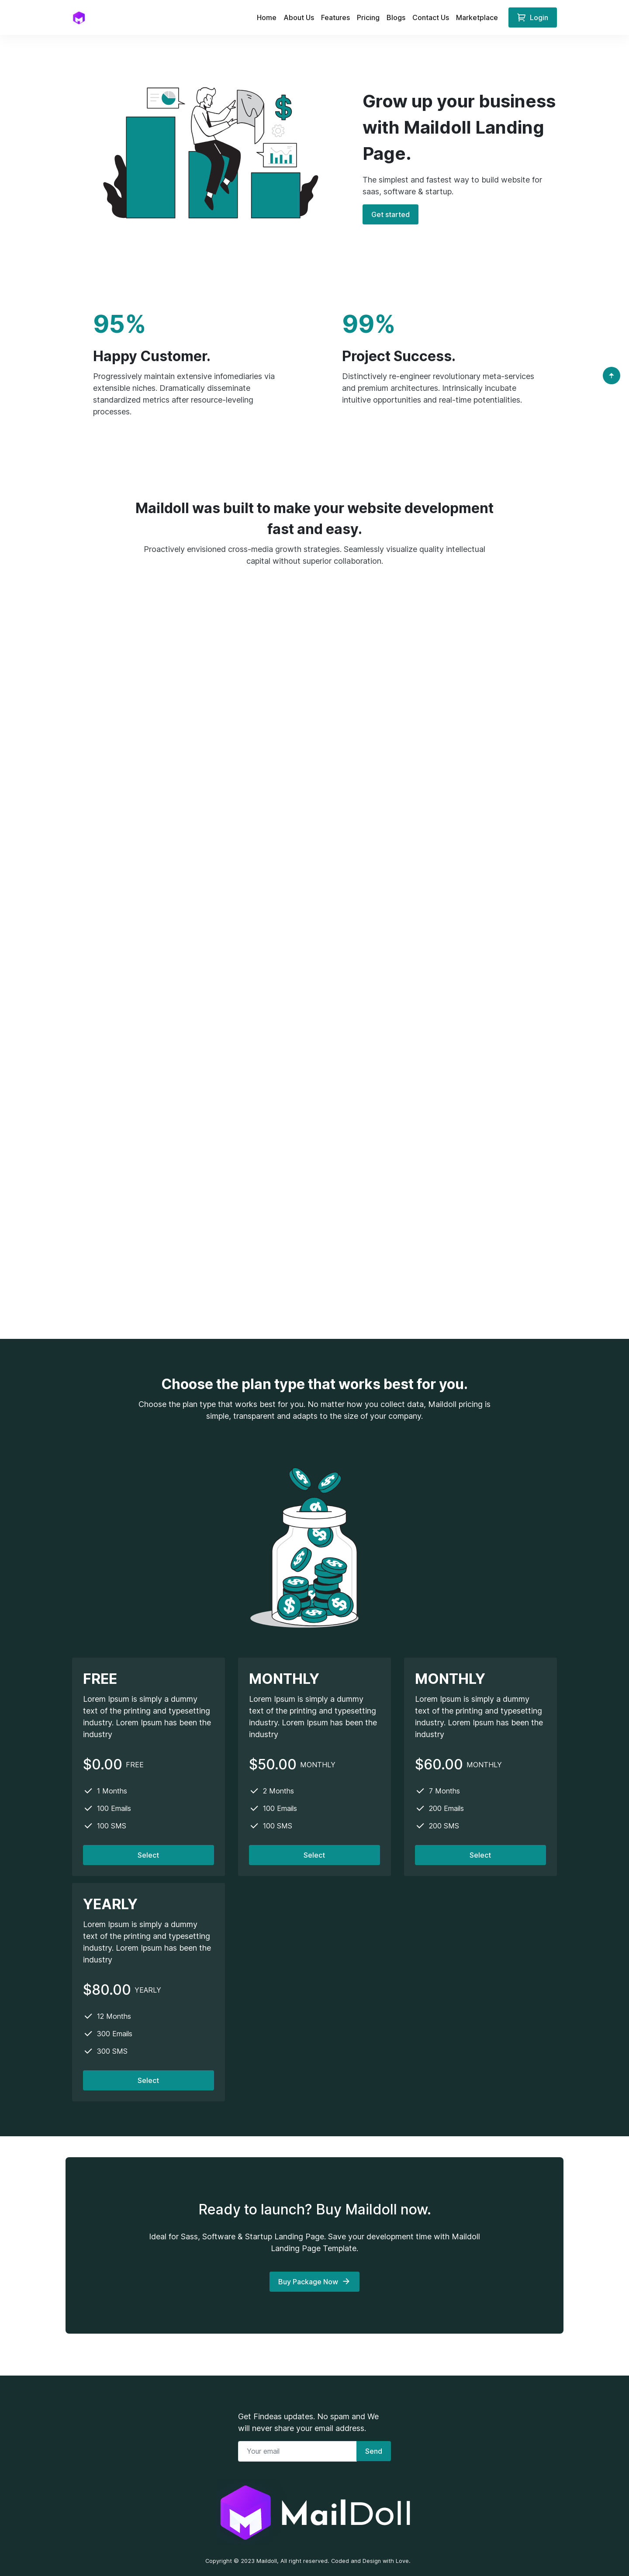 Home About Us Features Pricing Blogs Contact Us Marketplace Login
Grow up your business
with Maildoll Landing
Page.
The simplest and fastest way to build website for
saas, software & startup.
Get started
95%
Happy Customer.
Progressively maintain extensive infomediaries via
extensible niches. Dramatically disseminate
standardized metrics after resource-leveling
processes.
99%
Project Success.
Distinctively re-engineer revolutionary meta-services
and premium architectures. Intrinsically incubate
intuitive opportunities and real-time potentialities.
Maildoll was built to make your website development
fast and easy.
Proactively envisioned cross-media growth strategies. Seamlessly visualize quality intellectual
capital without superior collaboration.
Choose the plan type that works best for you.
Choose the plan type that works best for you. No matter how you collect data, Maildoll pricing is
simple, transparent and adapts to the size of your company.
FREE
Lorem Ipsum is simply a dummy
text of the printing and typesetting
industry. Lorem Ipsum has been the
industry
$0.00 FREE
1 Months
100 Emails
100 SMS
Select
MONTHLY
Lorem Ipsum is simply a dummy
text of the printing and typesetting
industry. Lorem Ipsum has been the
industry
$50.00 MONTHLY
2 Months
100 Emails
100 SMS
Select
MONTHLY
Lorem Ipsum is simply a dummy
text of the printing and typesetting
industry. Lorem Ipsum has been the
industry
$60.00 MONTHLY
7 Months
200 Emails
200 SMS
Select
YEARLY
Lorem Ipsum is simply a dummy
text of the printing and typesetting
industry. Lorem Ipsum has been the
industry
$80.00 YEARLY
12 Months
300 Emails
300 SMS
Select
Ready to launch? Buy Maildoll now.
Ideal for Sass, Software & Startup Landing Page. Save your development time with Maildoll
Landing Page Template.
Buy Package Now
Get Findeas updates. No spam and We
will never share your email address.
Your email Send
MailDoll
Copyright © 2023 Maildoll, All right reserved. Coded and Design with Love.